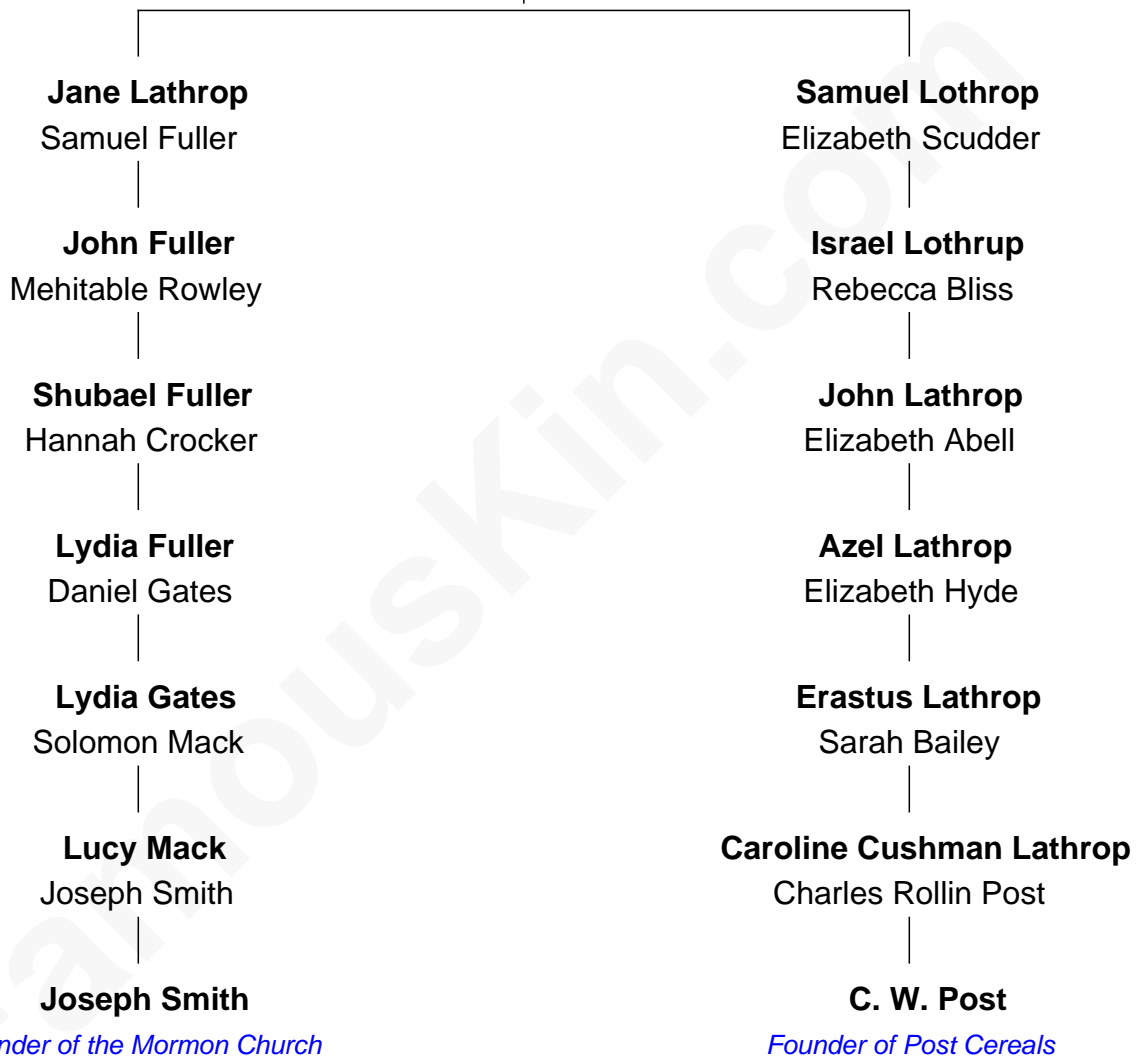 Jane Lathrop
Samuel Fuller
John Fuller
Mehitable Rowley
Shubael Fuller
Hannah Crocker
Lydia Fuller
Daniel Gates
Lydia Gates
Solomon Mack
Lucy Mack
Joseph Smith
Joseph Smith
nder of the Mormon Church
Samuel Lothrop
Elizabeth Scudder
Israel Lothrup
Rebecca Bliss
John Lathrop
Elizabeth Abell
Azel Lathrop
Elizabeth Hyde
Erastus Lathrop
Sarah Bailey
Caroline Cushman Lathrop
Charles Rollin Post
C. W. Post
Founder of Post Cereals
amouskin.com